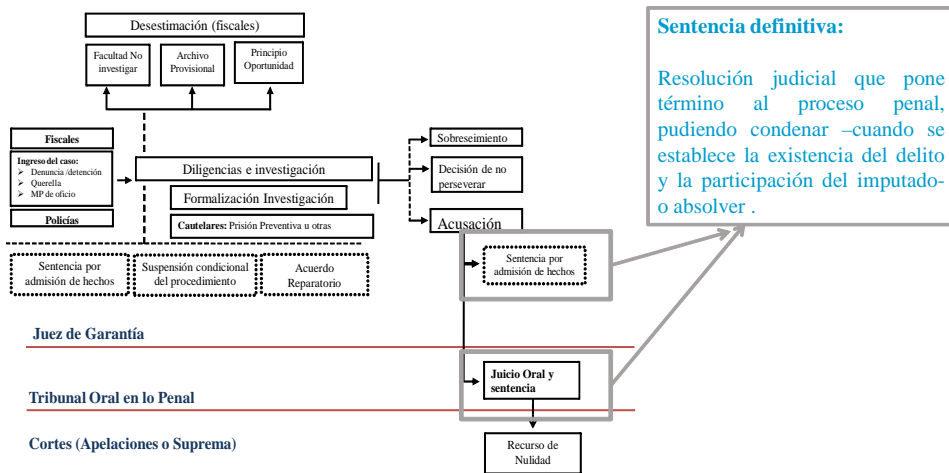 Desestimación (fiscales)
Facultad No
investigar
Archivo
Provisional
Principio
Oportunidad
Fiscales
Ingreso del caso:
➢ Denuncia /detención
➢ Querella
➢ MP de oficio
Policías
Diligencias e investigación
Formalización Investigación
Cautelares: Prisión Preventiva u otras
Sobreseimiento
Decisión de no
perseverar
Acusación
Sentencia por
admisión de hechos
Suspensión condicional
del procedimiento
Acuerdo
Reparatorio
Sentencia por
admisión de hechos
Juez de Garantía
Juicio Oral y
sentencia
Tribunal Oral en lo Penal
Cortes (Apelaciones o Suprema)
Recurso de
Nulidad
Sentencia definitiva:
Resolución judicial que pone
término al proceso penal,
pudiendo condenar –cuando se
establece la existencia del delito
y la participación del imputado-
o absolver .